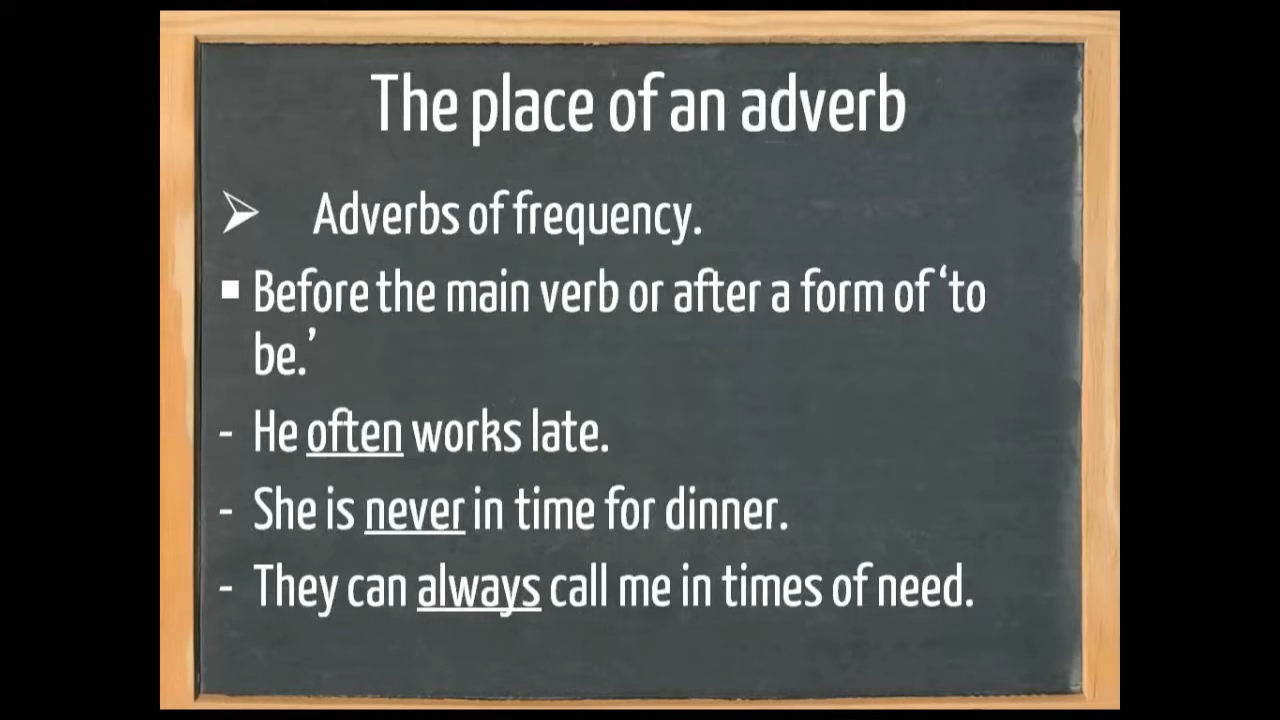 The place of an adverb
➢ Adverbs of frequency.
▪ Before the main verb or after a form of ‘to
be.’
- He often works late.
- She is never in time for dinner.
- They can always call me in times of need.